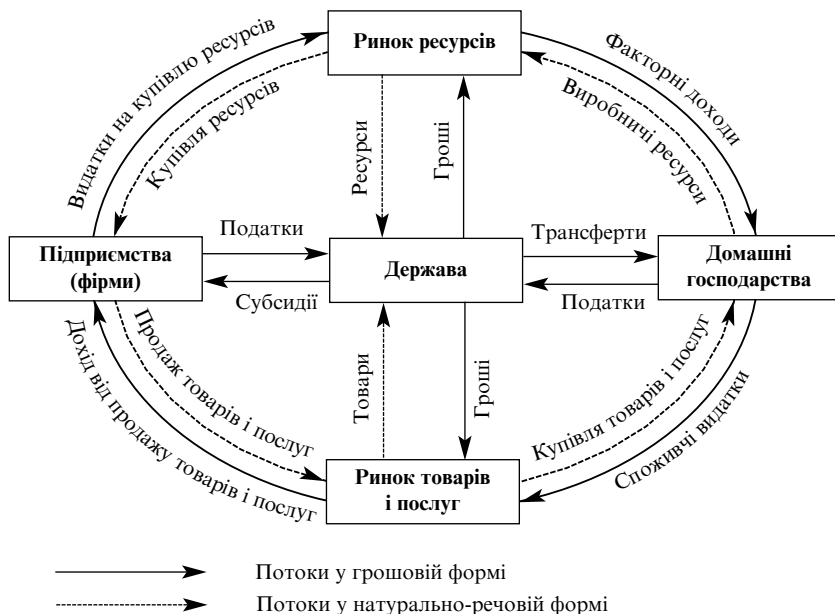 Ринок ресурсів
Видатки на купівлю ресурсів
Купівля ресурсів
Факторні доходи
Виробничі ресурси
Ресурси
Гроші
Підприємства
(фірми)
Податки
Субсидії
Держава
Трансферти
Податки
Домашні
господарства
Продаж товарів і послуг
Дохід від продажу товарів і послуг
Товари
Гроші
Купівля товарів і послуг
Споживчі видатки
Ринок товарів
і послуг
Потоки у грошовій формі
Потоки у натурально-речовій формі